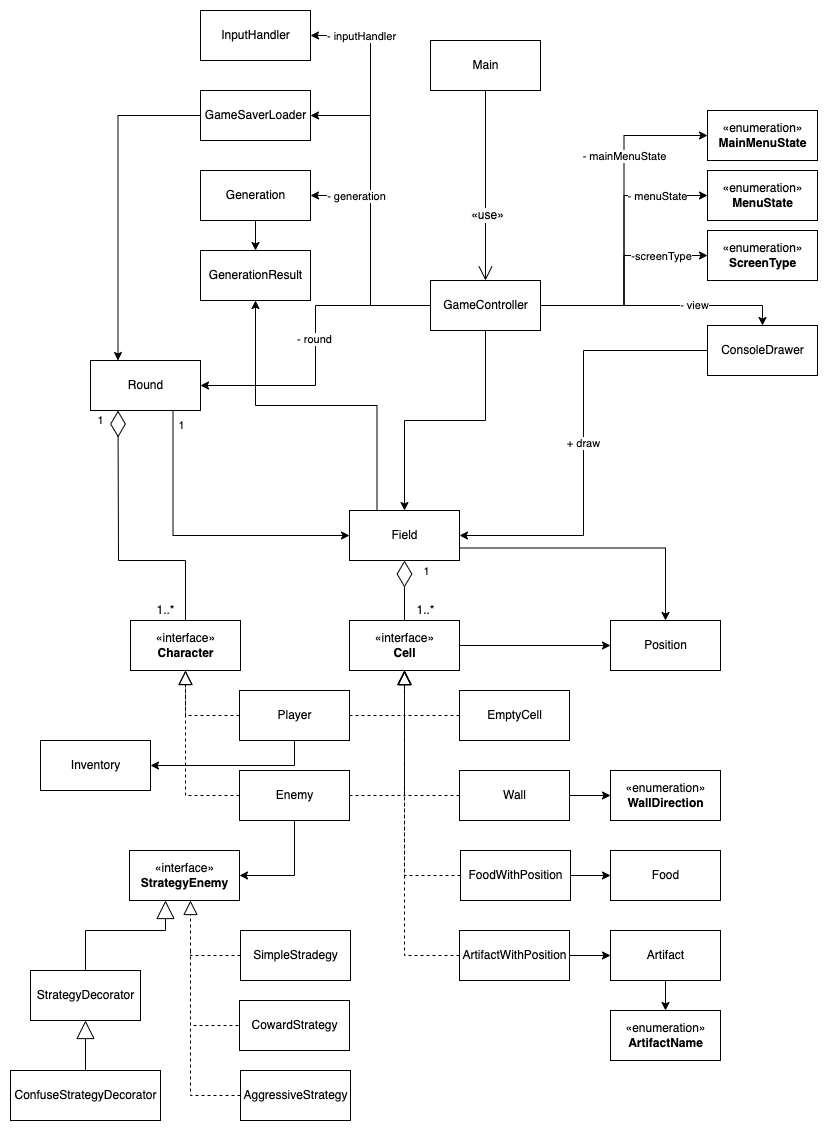 InputHandler
- inputHandler
Main
GameSaverLoader
«enumeration»
MainMenuState
- mainMenuState
Generation
- generation
«enumeration»
MenuState
- menuState
«use»
«enumeration»
ScreenType
-screenType
GenerationResult
GameController
- view
- round
ConsoleDrawer
Round
1
1
+ draw
Field
1
1..*
1..*
«interface»
Character
«interface»
Cell
Position
Player
EmptyCell
Inventory
Enemy
Wall
«enumeration»
WallDirection
«interface»
StrategyEnemy
FoodWithPosition
Food
SimpleStradegy
ArtifactWithPosition
Artifact
StrategyDecorator
CowardStrategy
«enumeration»
ArtifactName
ConfuseStrategyDecorator
AggressiveStrategy